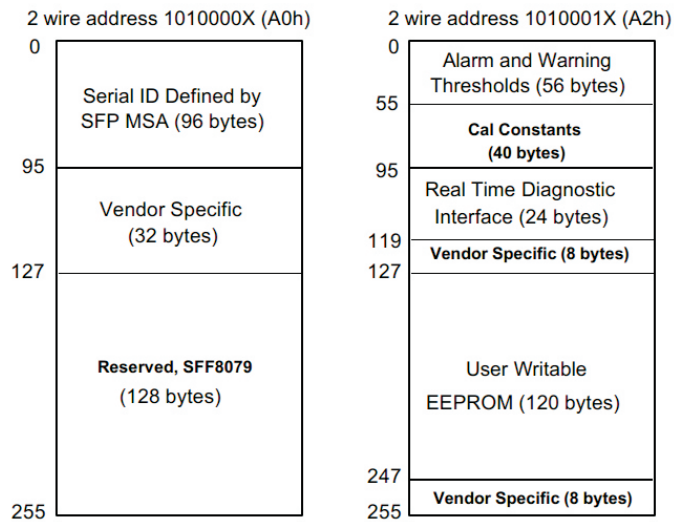 2 wire address 1010000X (A0h)
0
Serial ID Defined by
SFP MSA (96 bytes)
95
Vendor Specific
(32 bytes)
127
Reserved, SFF8079
(128 bytes)
255
2 wire address 1010001X (A2h)
0
Alarm and Warning
Thresholds (56 bytes)
55
Cal Constants
(40 bytes)
95
Real Time Diagnostic
Interface (24 bytes)
119
Vendor Specific (8 bytes)
127
User Writable
EEPROM (120 bytes)
247
Vendor Specific (8 bytes)
255